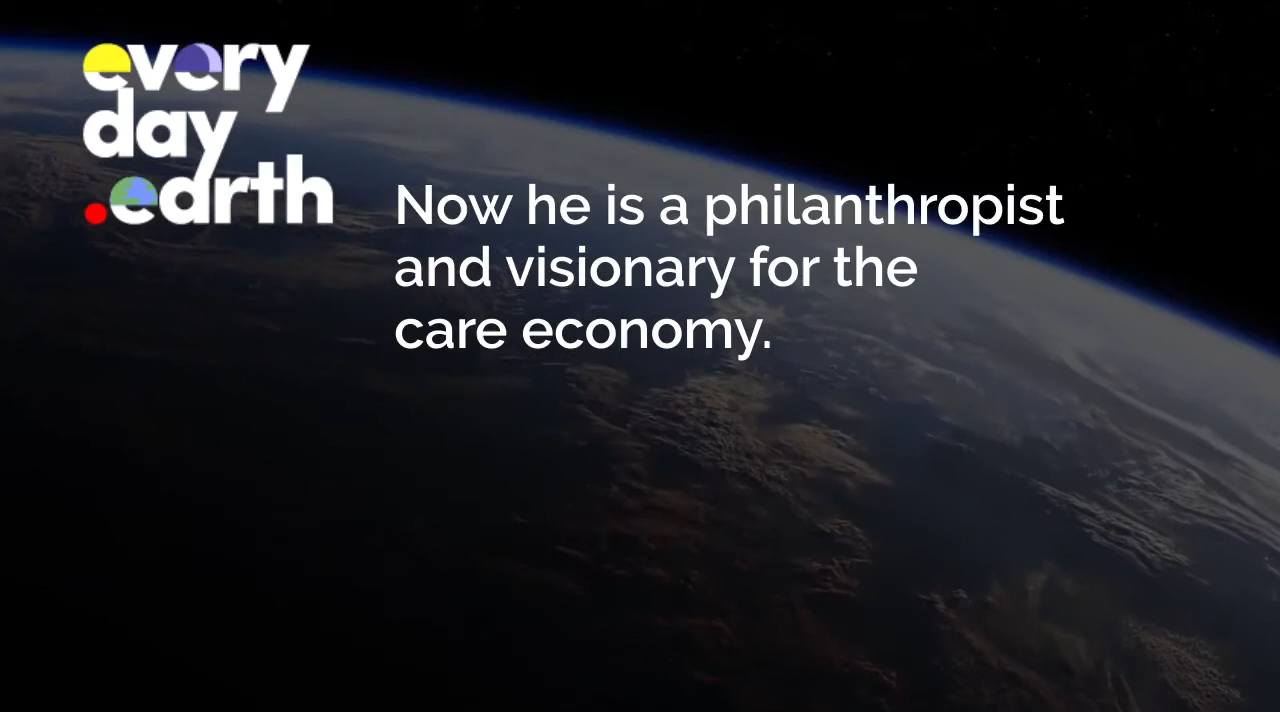 every
day
.earth
Now he is a philanthropist
and visionary for the
care economy.